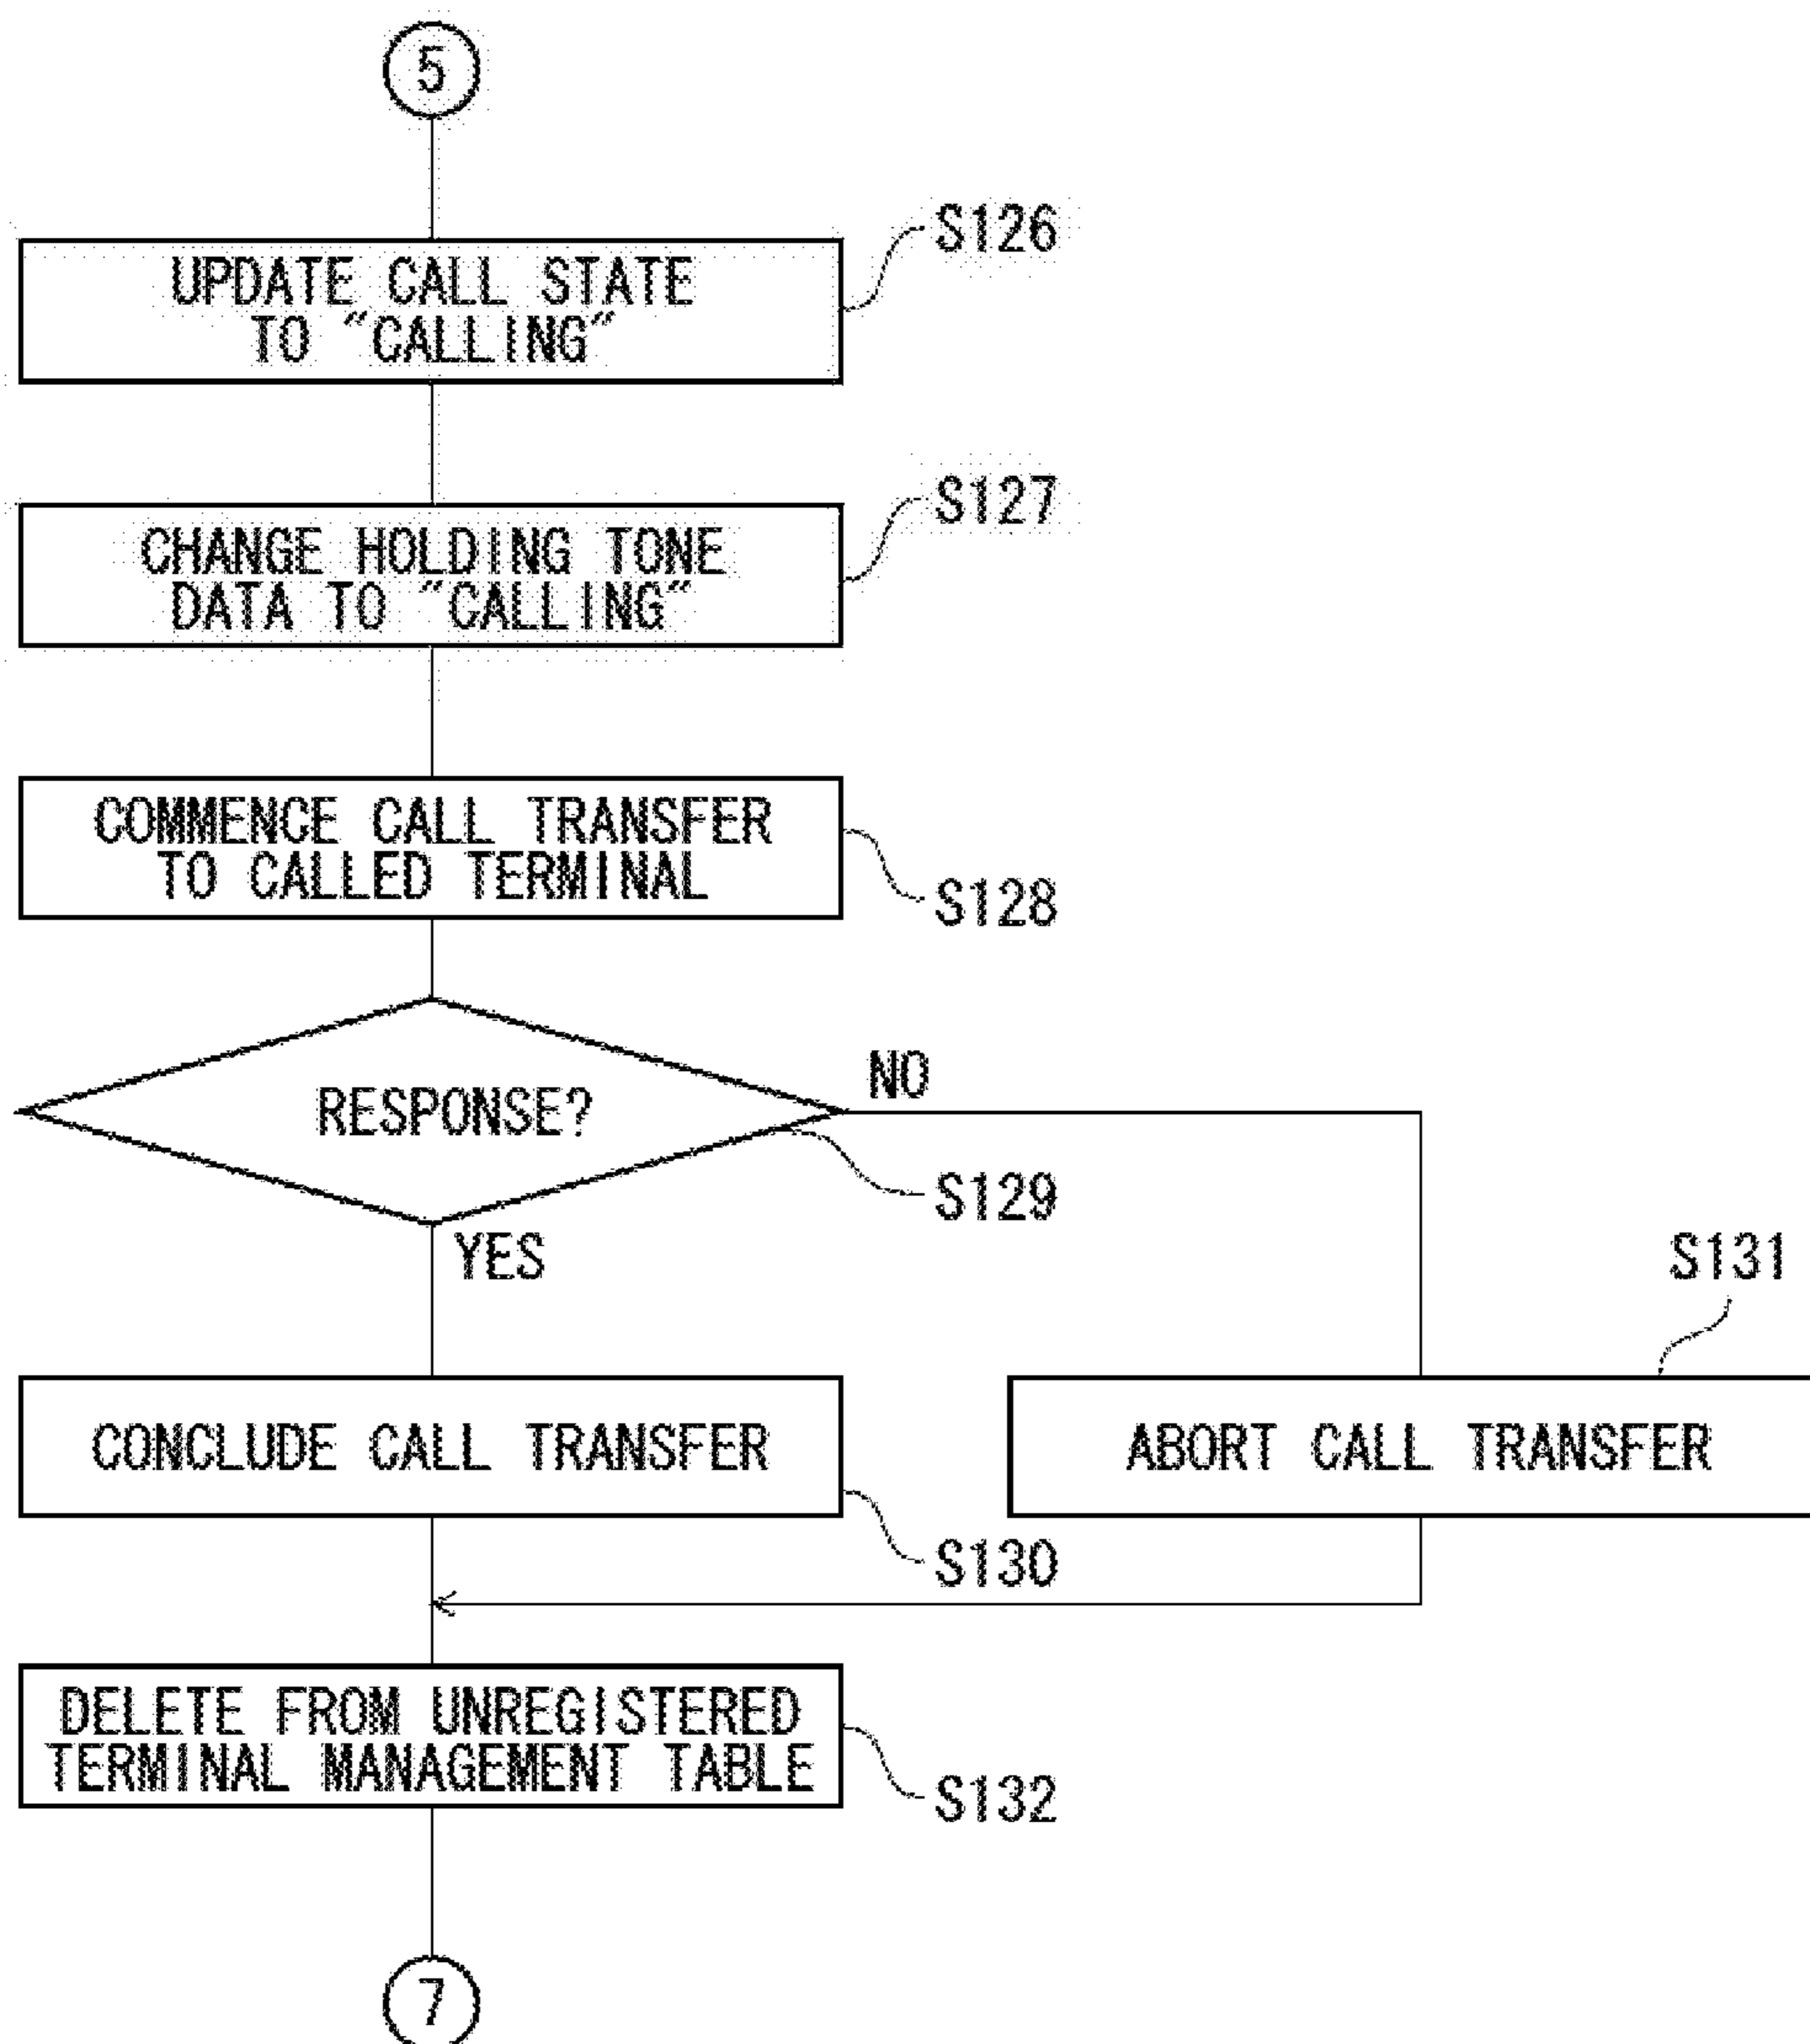 5
S126
UPDATE CALL STATE
TO "CALLING"
S127
CHANGE HOLDING TONE
DATA TO "CALLING"
COMMENCE CALL TRANSFER
TO CALLED TERMINAL
S128
NO
RESPONSE?
S129
YES
S131
CONCLUDE CALL TRANSFER
ABORT CALL TRANSFER
S130
DELETE FROM UNREGISTERED
TERMINAL MANAGEMENT TABLE
S132
7